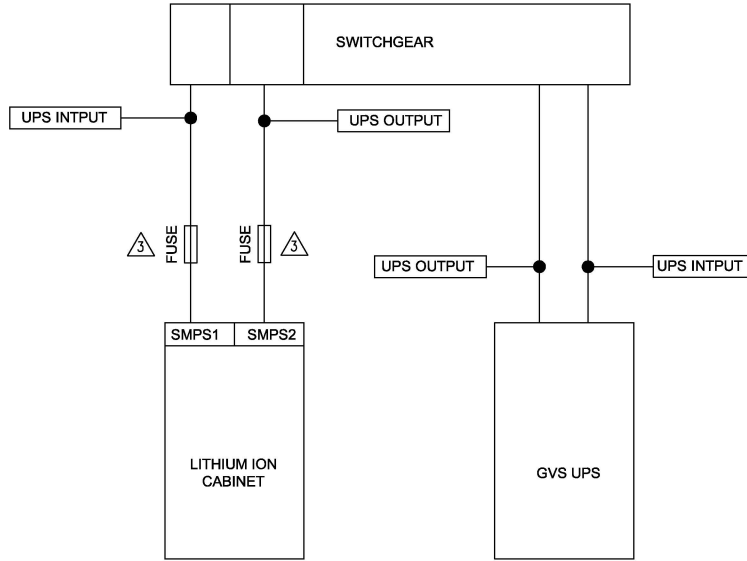 SWITCHGEAR
UPS INTPUT
UPS OUTPUT
3
FUSE
FUSE
3
UPS OUTPUT
UPS INTPUT
SMPS1
SMPS2
LITHIUM ION
CABINET
GVS UPS